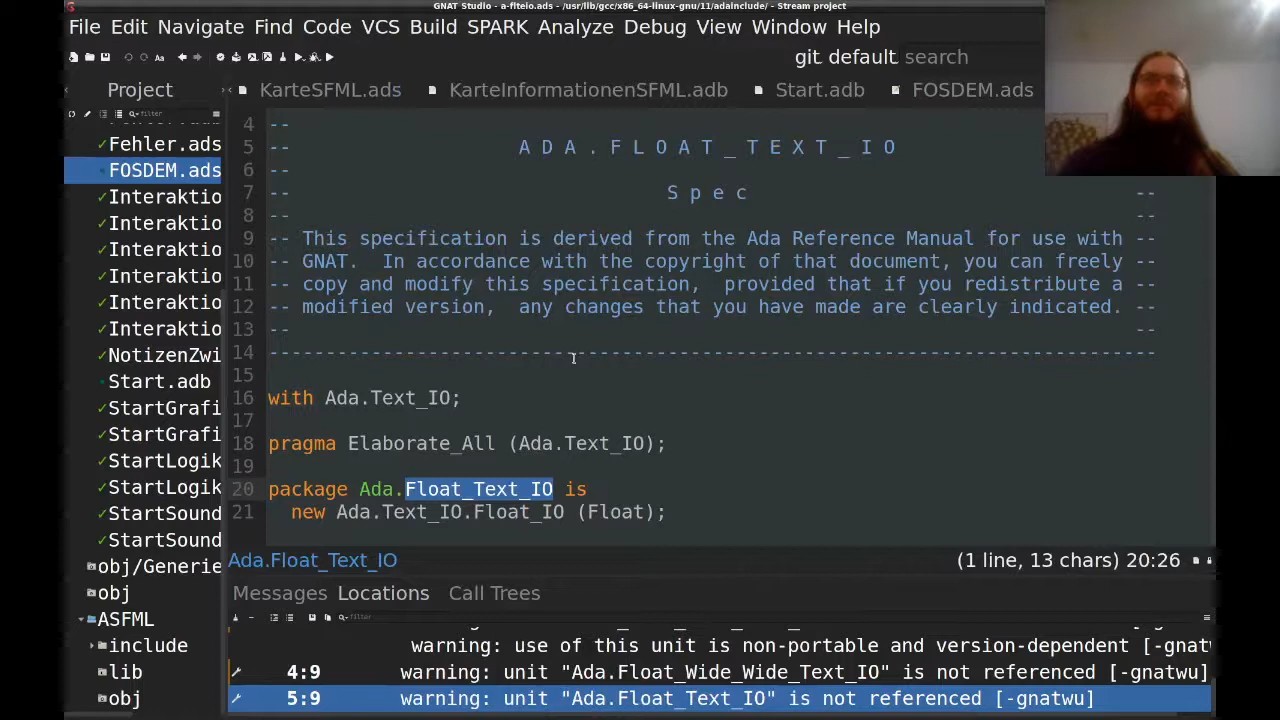 GNAT Studio - a-flteio.ads - /usr/lib/gcc/x86_64-linux-gnu/11/adainclude/ - Stream project
File Edit Navigate Find Code VCS Build SPARK Analyze Debug View Window Help
git default search
Project
KarteSFML.ads KarteInformationenSFML.adb Start.adb FOSDEM.ads
filter
Fehler.ads
FOSDEM.ads
Interaktio
Interaktio
Interaktio
Interaktio
Interaktio
Interaktio
NotizenZwi
Start.adb
StartGrafi
StartGrafi
StartLogik
StartLogik
StartSound
StartSound
obj/Generie
obj
ASFML
include
lib
obj
4 --
5 -- A D A . F L O A T _ T E X T _ I O
6 --
7 -- S p e c --
8 -- --
9 -- This specification is derived from the Ada Reference Manual for use with --
10 -- GNAT.  In accordance with the copyright of that document, you can freely --
11 -- copy and modify this specification,  provided that if you redistribute a --
12 -- modified version,  any changes that you have made are clearly indicated. --
13 -- --
14 ------------------------------------------------------------------------------
15
16 with Ada.Text_IO;
17
18 pragma Elaborate_All (Ada.Text_IO);
19
20 package Ada.Float_Text_IO is
21 new Ada.Text_IO.Float_IO (Float);
Ada.Float_Text_IO (1 line, 13 chars) 20:26
Messages Locations Call Trees
filter
warning: use of this unit is non-portable and version-dependent [-gnat
4:9 warning: unit "Ada.Float_Wide_Wide_Text_IO" is not referenced [-gnatwu]
5:9 warning: unit "Ada.Float_Text_IO" is not referenced [-gnatwu]